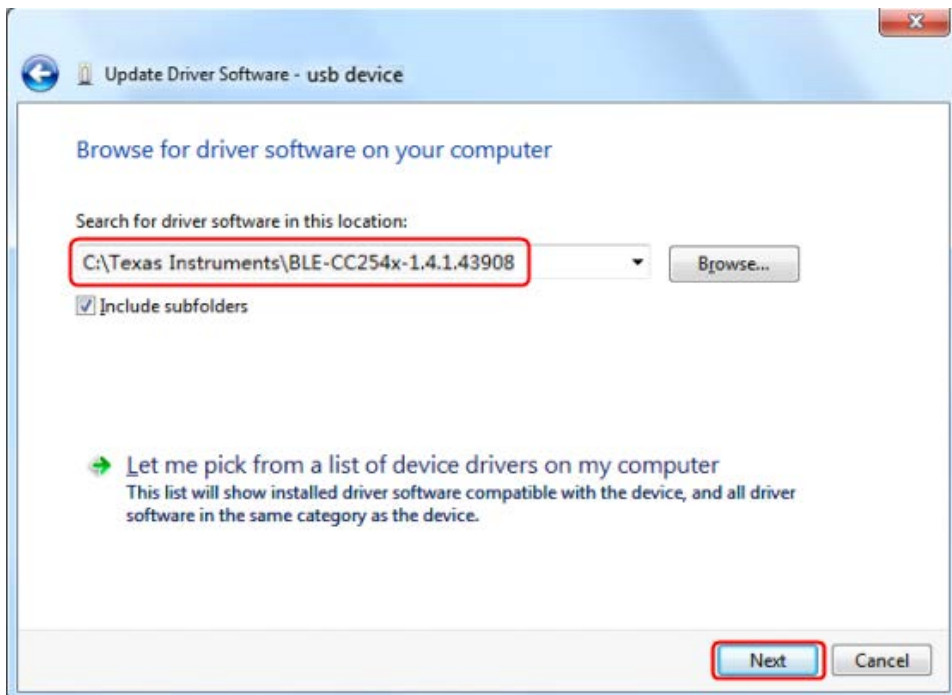 Update Driver Software - usb device
Browse for driver software on your computer
Search for driver software in this location:
C:\Texas Instruments\BLE-CC254x-1.4.1.43908
Browse...
Include subfolders
Let me pick from a list of device drivers on my computer
This list will show installed driver software compatible with the device, and all driver
software in the same category as the device.
Next
Cancel